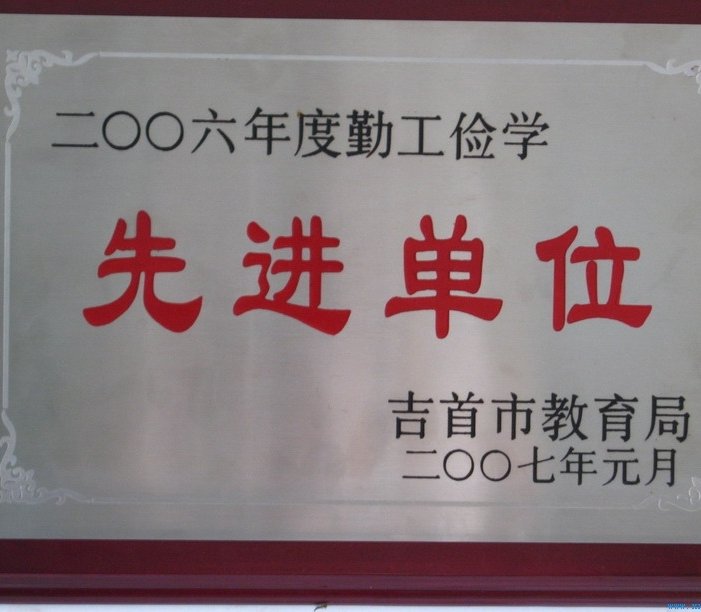 二〇〇六年度勤工俭学
先进单位
吉首市教育局
二〇〇七年元月